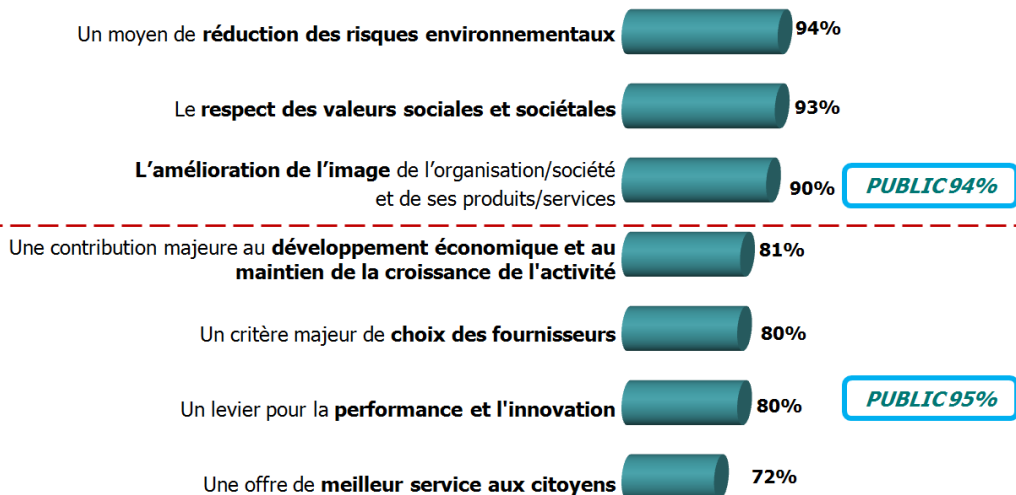 Un moyen de réduction des risques environnementaux 94%
Le respect des valeurs sociales et sociétales 93%
L’amélioration de l’image de l’organisation/société
et de ses produits/services 90% PUBLIC 94%
Une contribution majeure au développement économique et au 81%
maintien de la croissance de l'activité
Un critère majeur de choix des fournisseurs 80%
Un levier pour la performance et l'innovation 80% PUBLIC 95%
Une offre de meilleur service aux citoyens 72%